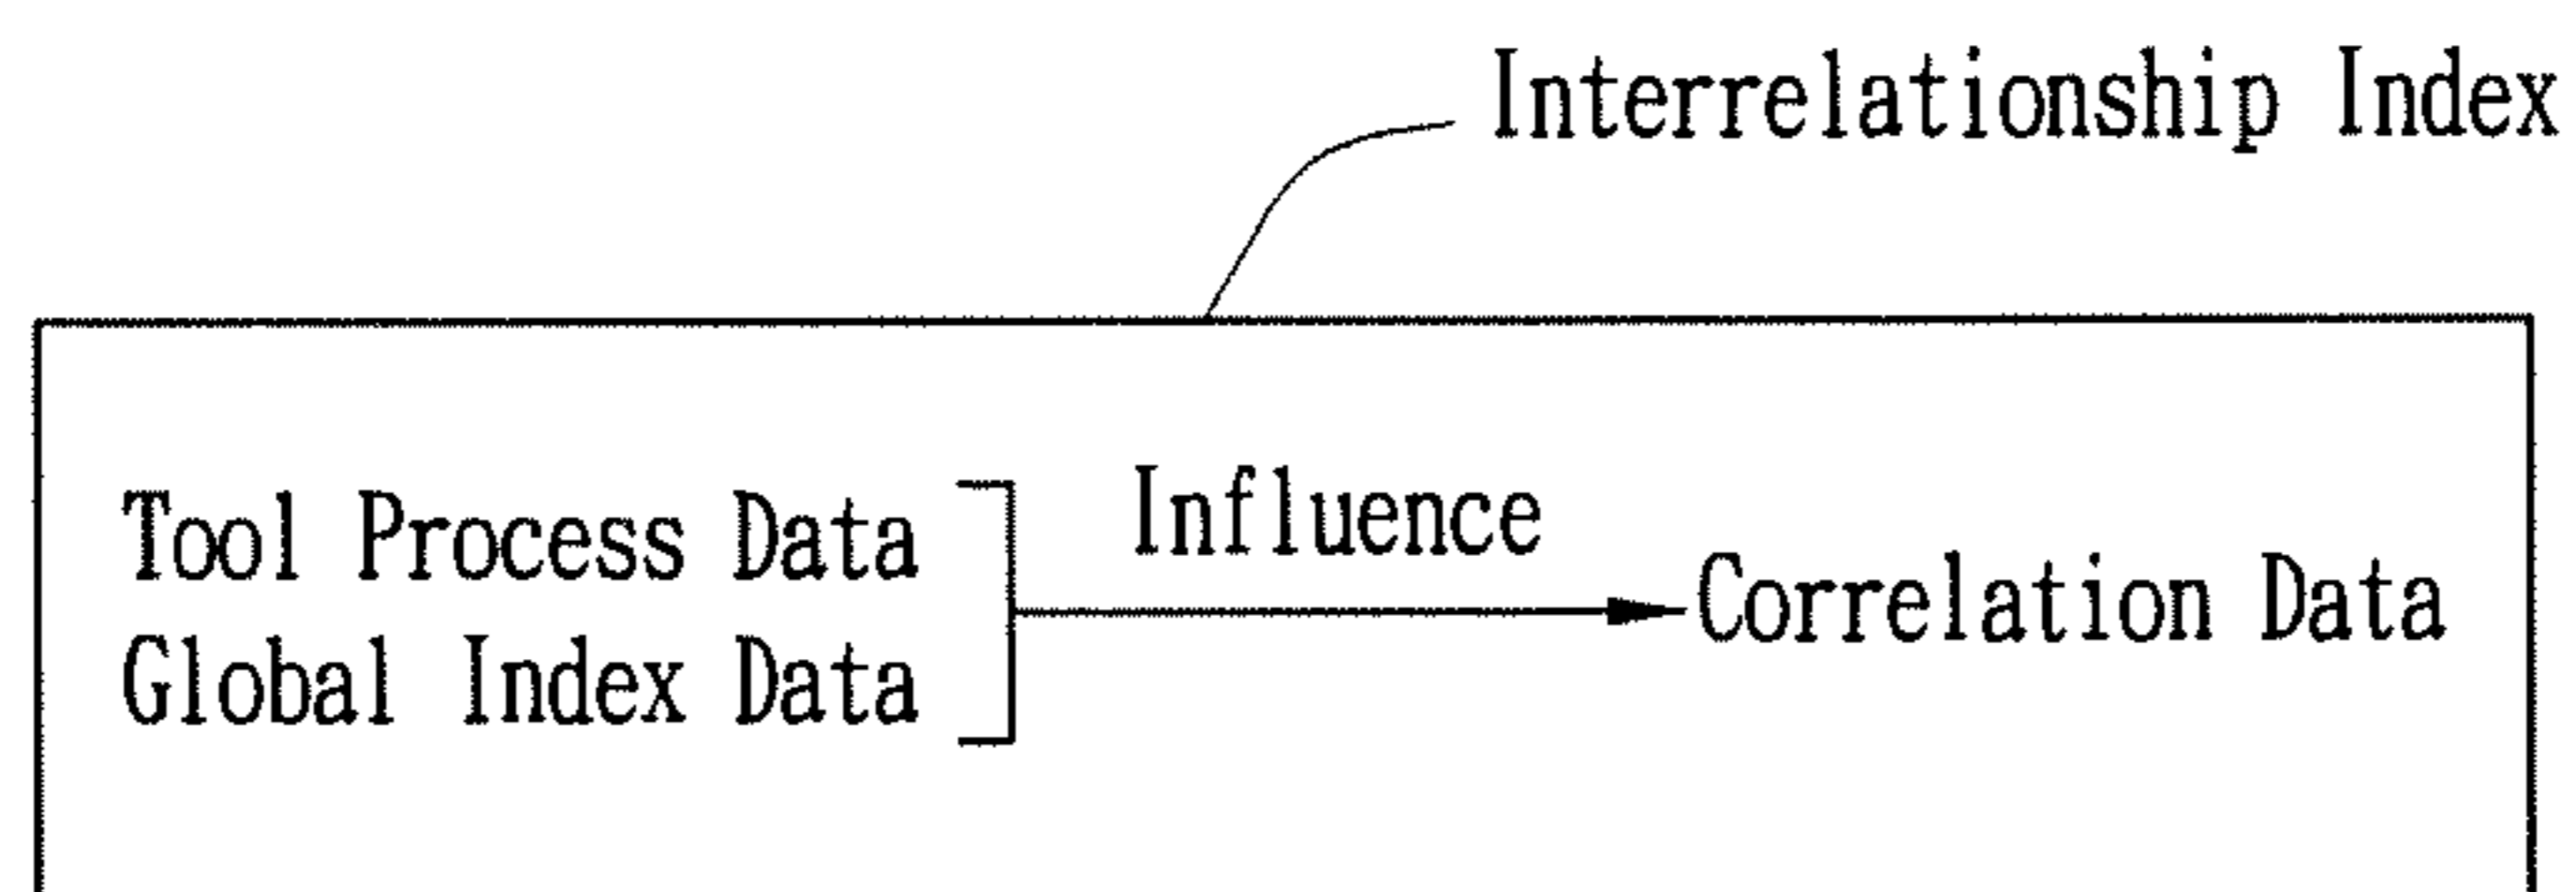 Interrelationship Index
Influence
Tool Process Data
Correlation Data
Global Index Data